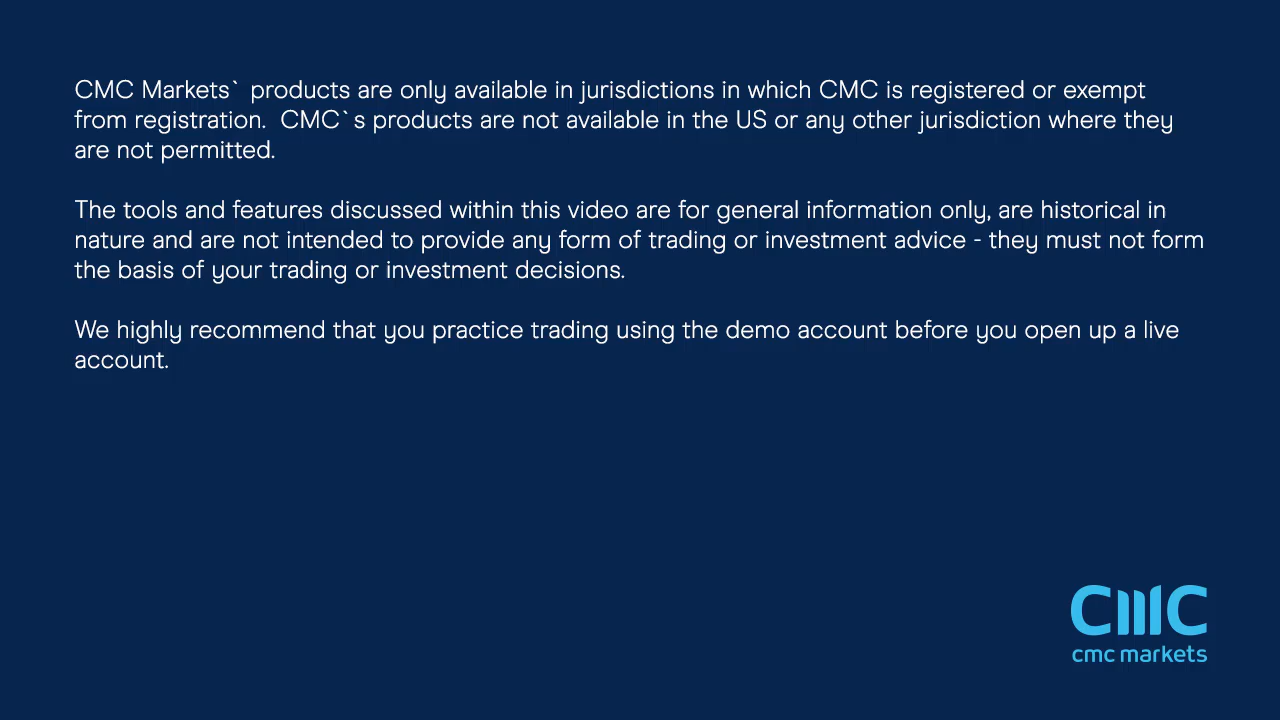 CMC Markets` products are only available in jurisdictions in which CMC is registered or exempt
from registration.  CMC`s products are not available in the US or any other jurisdiction where they
are not permitted.
The tools and features discussed within this video are for general information only, are historical in
nature and are not intended to provide any form of trading or investment advice - they must not form
the basis of your trading or investment decisions.
We highly recommend that you practice trading using the demo account before you open up a live
account.
CMC
cmc markets